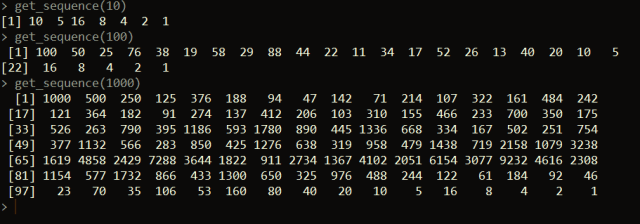 > get_sequence(10)
[1] 10 5 16 8 4 2 1
> get_sequence(100)
[1] 100 50 25 76 38 19 58 29 88 44 22 11 34 17 52 26 13 40 20 10 5
[22] 16 8 4 2 1
> get_sequence(1000)
[1] 1000 500 250 125 376 188 94 47 142 71 214 107 322 161 484 242
[17] 121 364 182 91 274 137 412 206 103 310 155 466 233 700 350 175
[33] 526 263 790 395 1186 593 1780 890 445 1336 668 334 167 502 251 754
[49] 377 1132 566 283 850 425 1276 638 319 958 479 1438 719 2158 1079 3238
[65] 1619 4858 2429 7288 3644 1822 911 2734 1367 4102 2051 6154 3077 9232 4616 2308
[81] 1154 577 1732 866 433 1300 650 325 976 488 244 122 61 184 92 46
[97] 23 70 35 106 53 160 80 40 20 10 5 16 8 4 2 1
>